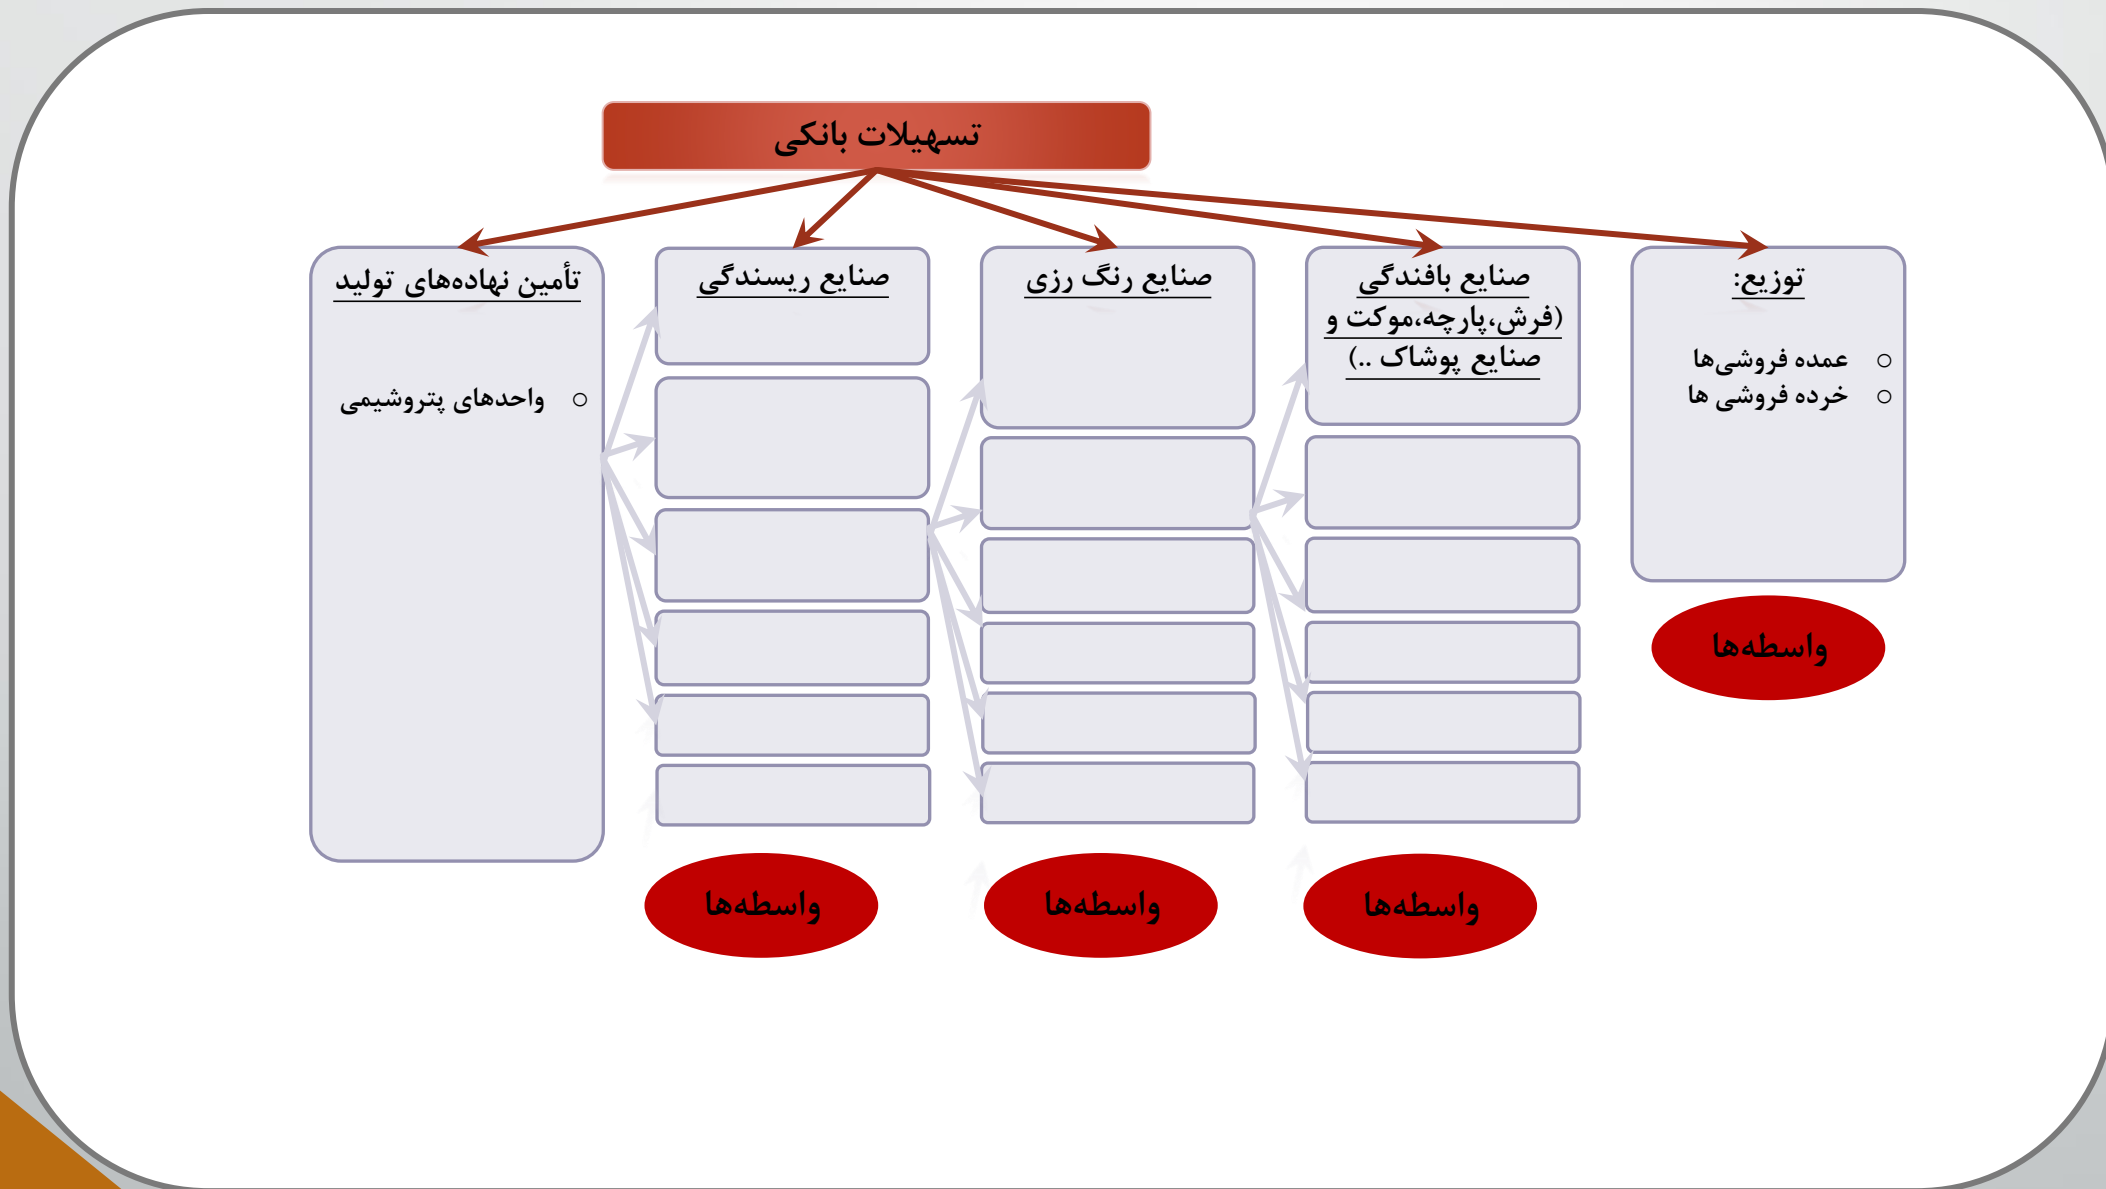 تسهیلات بانکی
توزیع:
○ عمده فروشی‌ها
○ خرده فروشی ها
واسطه‌ها
صنایع بافندگی
(فرش،پارچه،موکت و
صنایع پوشاک ..)
واسطه‌ها
صنایع رنگ رزی
واسطه‌ها
صنایع ریسندگی
واسطه‌ها
تأمین نهاده‌های تولید
○ واحدهای پتروشیمی